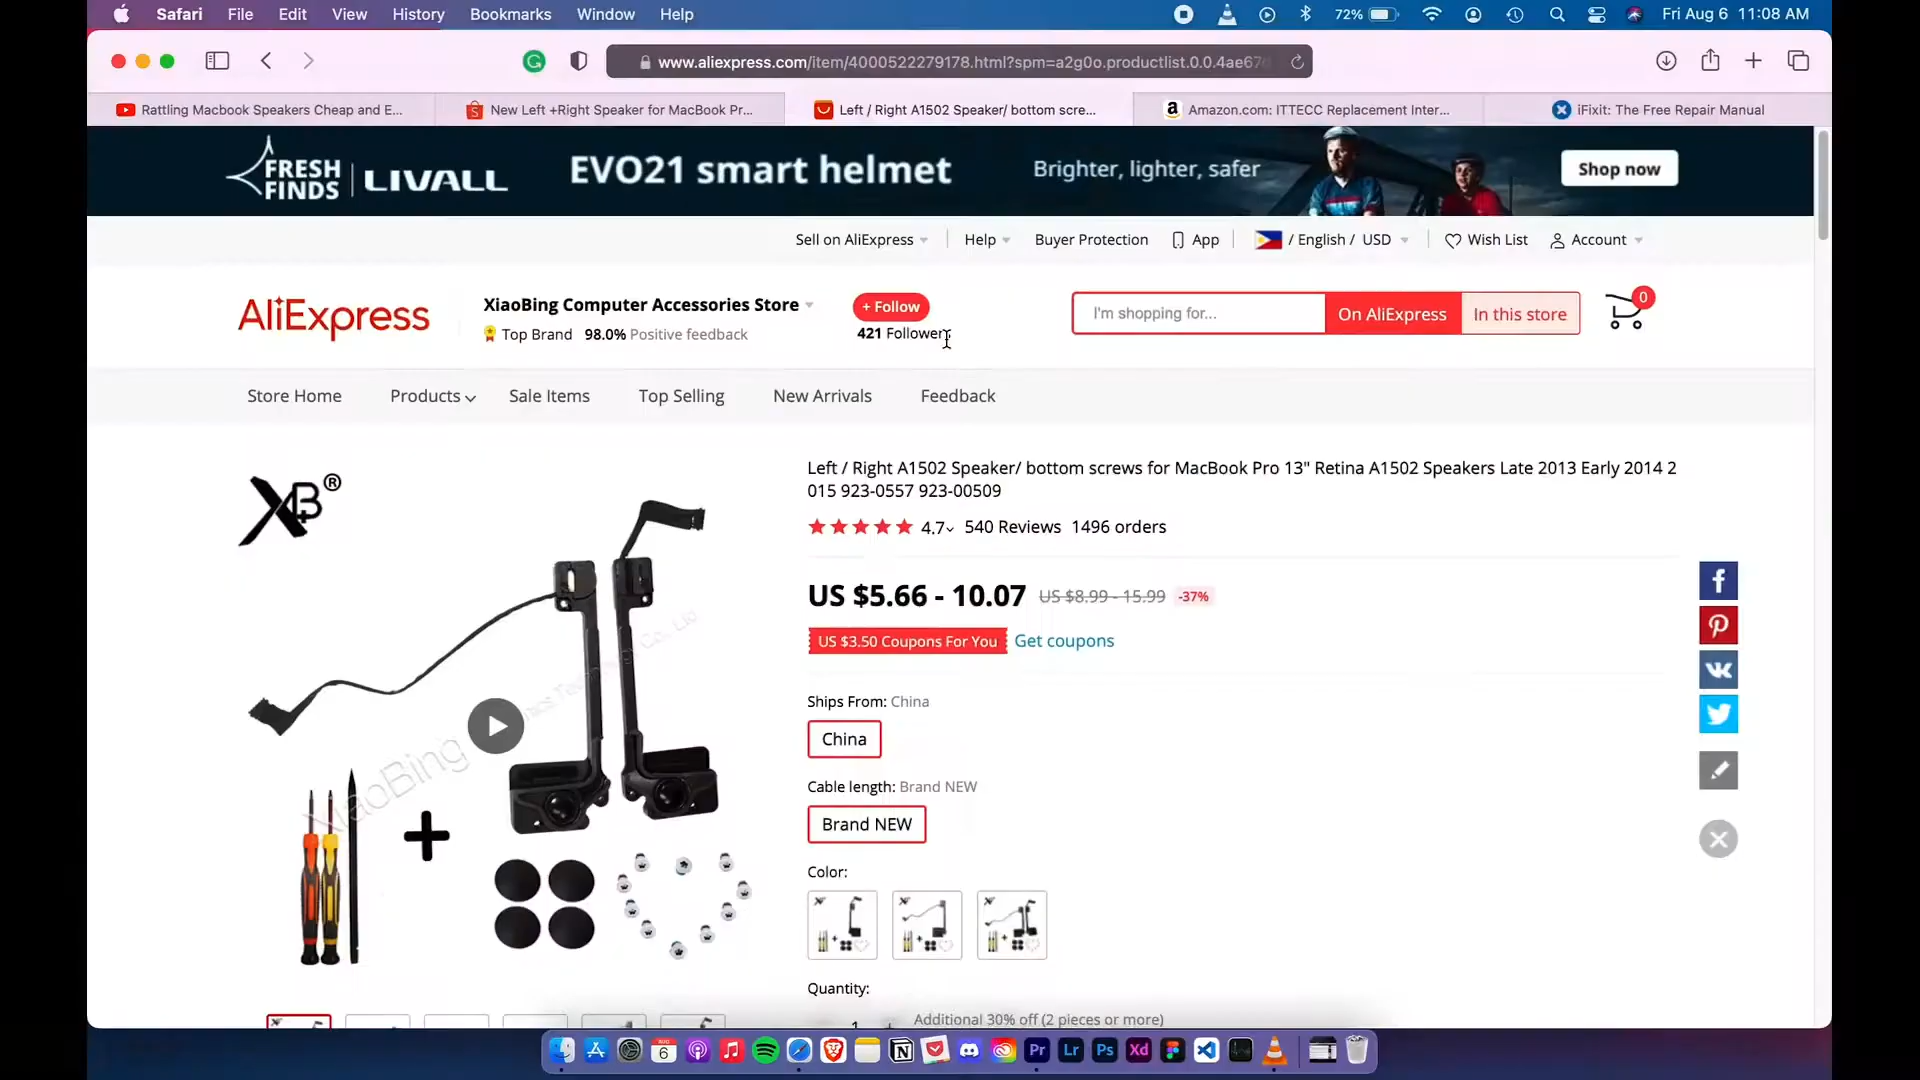 Safari File Edit View History Bookmarks Window Help 72% Fri Aug 6 11:08 AM
www.aliexpress.com/item/4000522279178.html?spm=a2g0o.productlist.0.0.4ae67d
Rattling Macbook Speakers Cheap and E... New Left +Right Speaker for MacBook Pr... Left / Right A1502 Speaker/ bottom scre... Amazon.com: ITTECC Replacement Inter... iFixit: The Free Repair Manual
FRESH FINDS | LIVALL EVO21 smart helmet Brighter, lighter, safer Shop now
Sell on AliExpress Help Buyer Protection App / English / USD Wish List Account
AliExpress XiaoBing Computer Accessories Store + Follow I'm shopping for... On AliExpress In this store 0
Top Brand 98.0% Positive feedback 421 Followers
Store Home Products Sale Items Top Selling New Arrivals Feedback
XB®
Left / Right A1502 Speaker/ bottom screws for MacBook Pro 13" Retina A1502 Speakers Late 2013 Early 2014 2
015 923-0557 923-00509
4.7 540 Reviews 1496 orders
US $5.66 - 10.07 US $8.99 - 15.99 -37%
US $3.50 Coupons For You Get coupons
Ships From: China
China
Cable length: Brand NEW
Brand NEW
Color:
Quantity:
1 Additional 30% off (2 pieces or more)
XiaoBing
AUG 6 Pr Lr Ps Xd